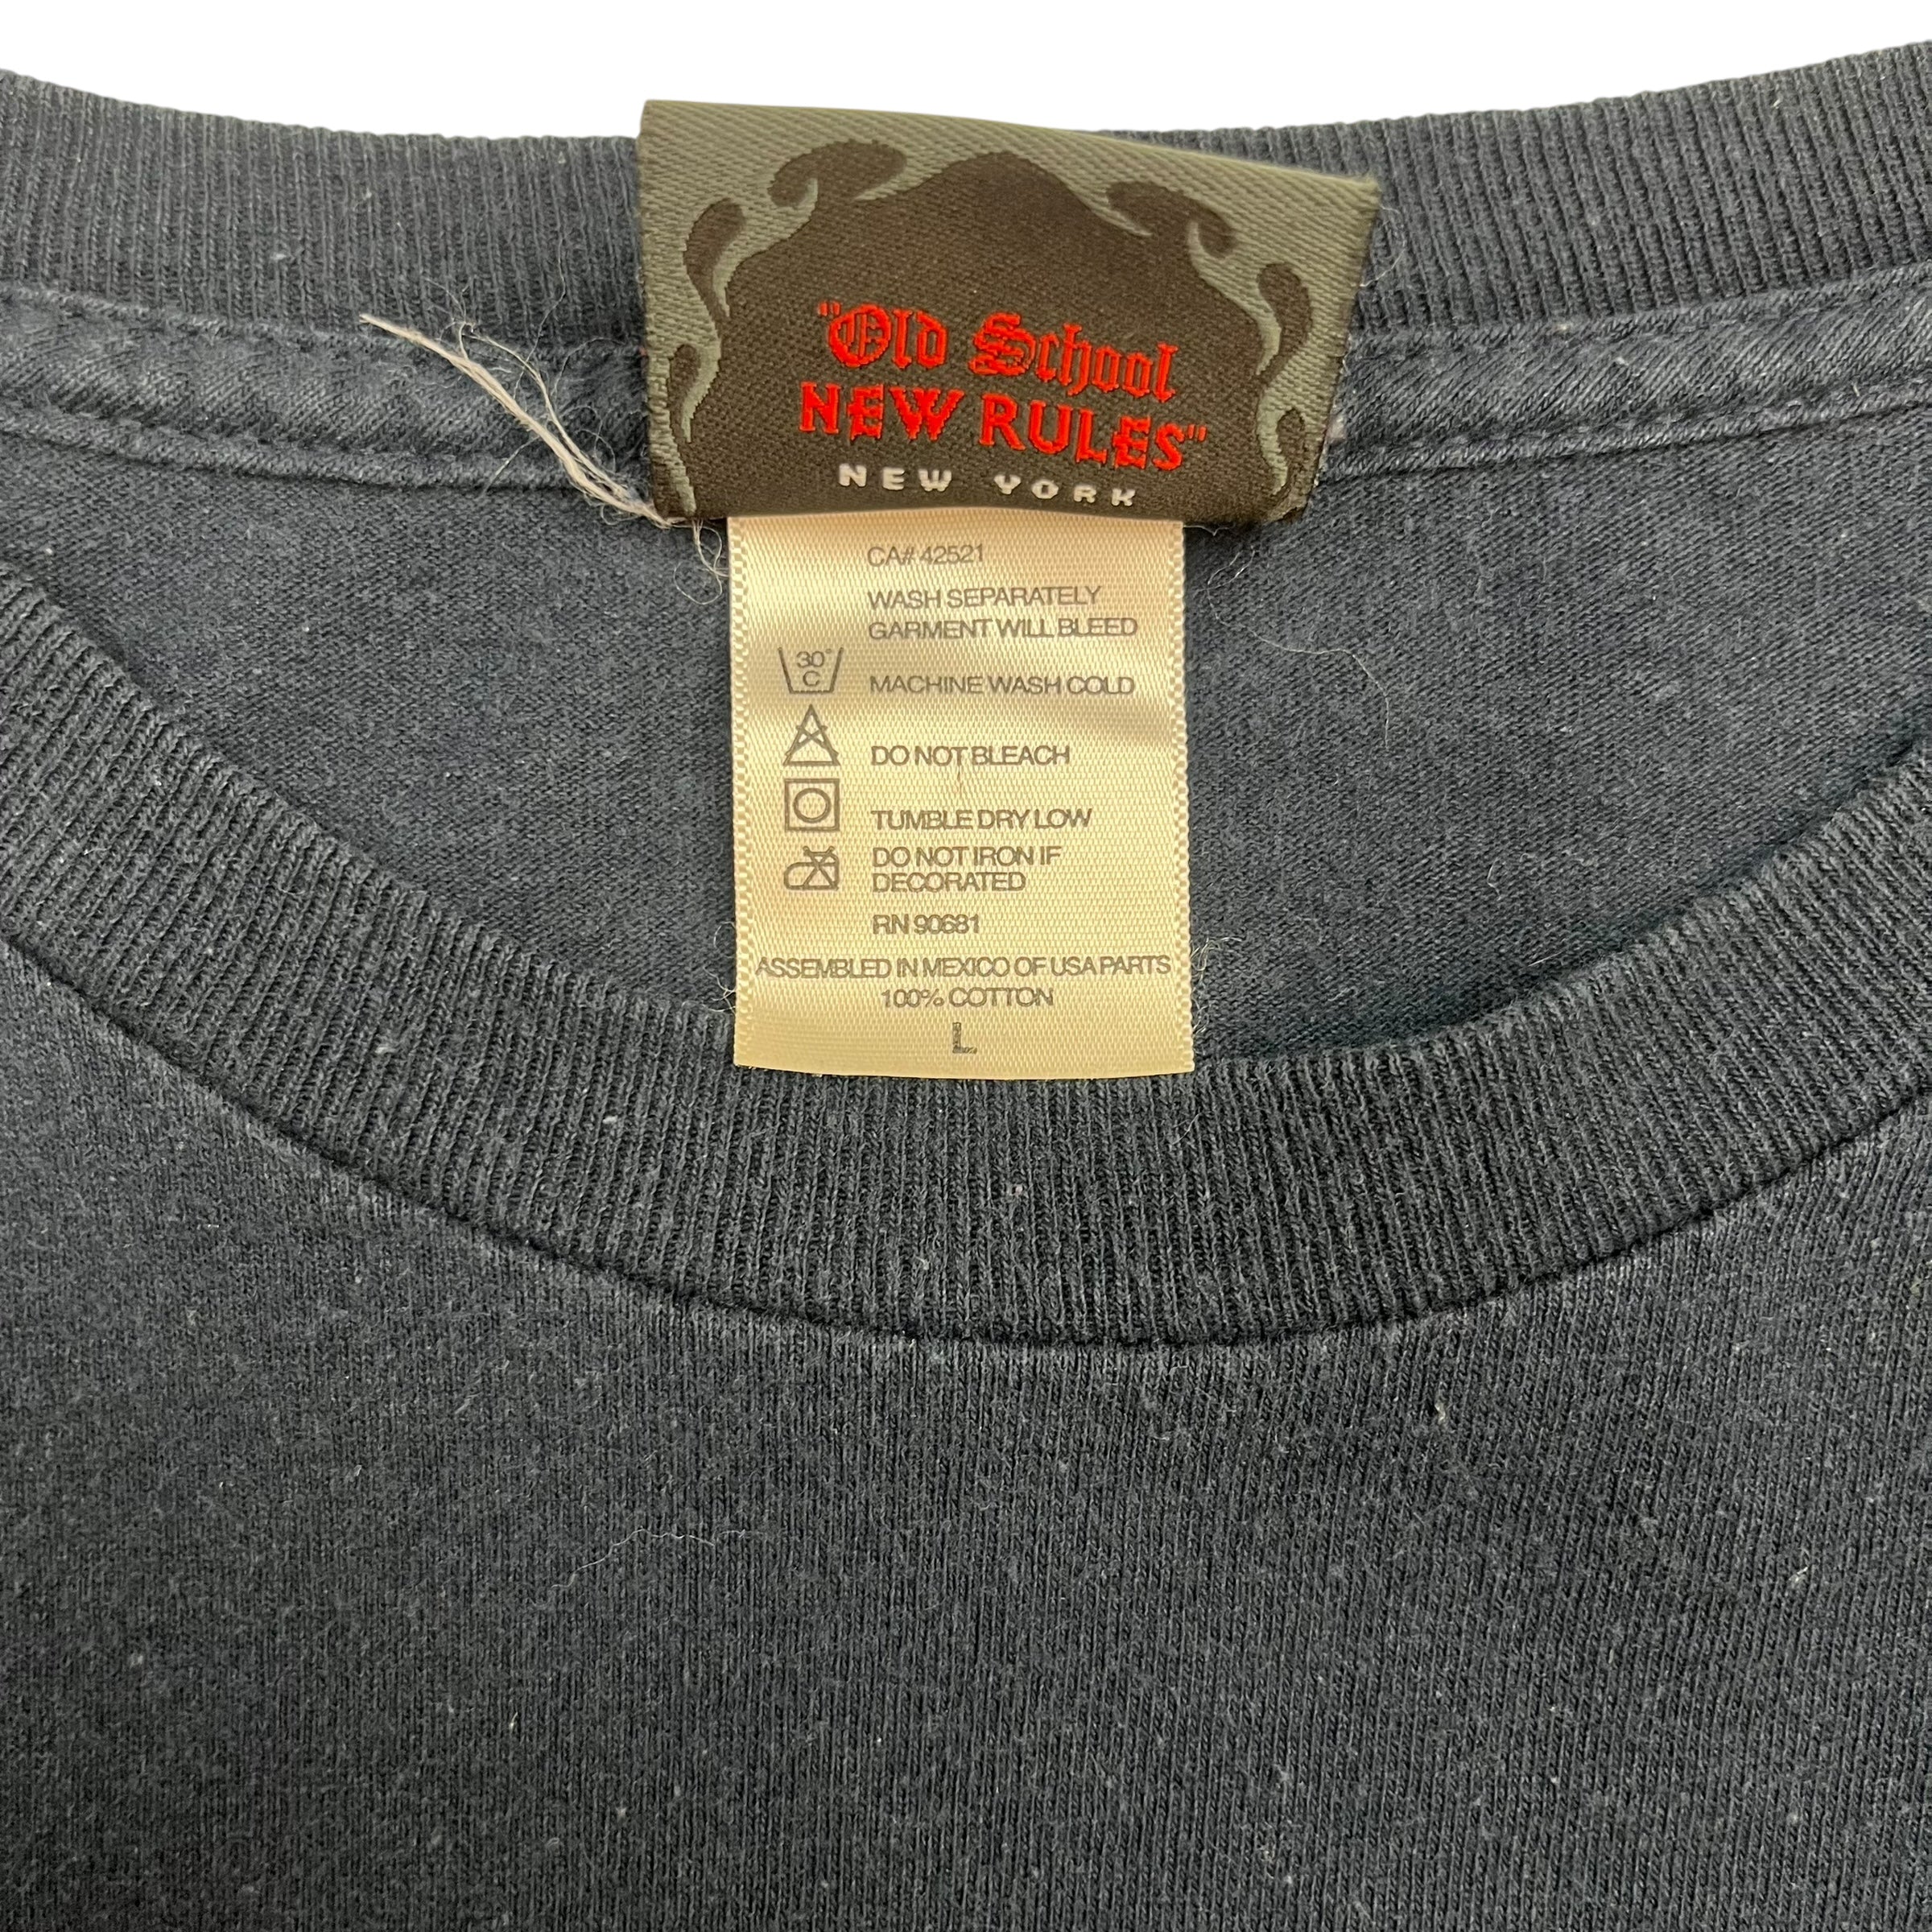 "Old School
NEW RULES"
NEW YORK
CA# 42521
WASH SEPARATELY
GARMENT WILL BLEED
30°
C
MACHINE WASH COLD
DO NOT BLEACH
TUMBLE DRY LOW
DO NOT IRON IF
DECORATED
RN 90681
ASSEMBLED IN MEXICO OF USA PARTS
100% COTTON
L